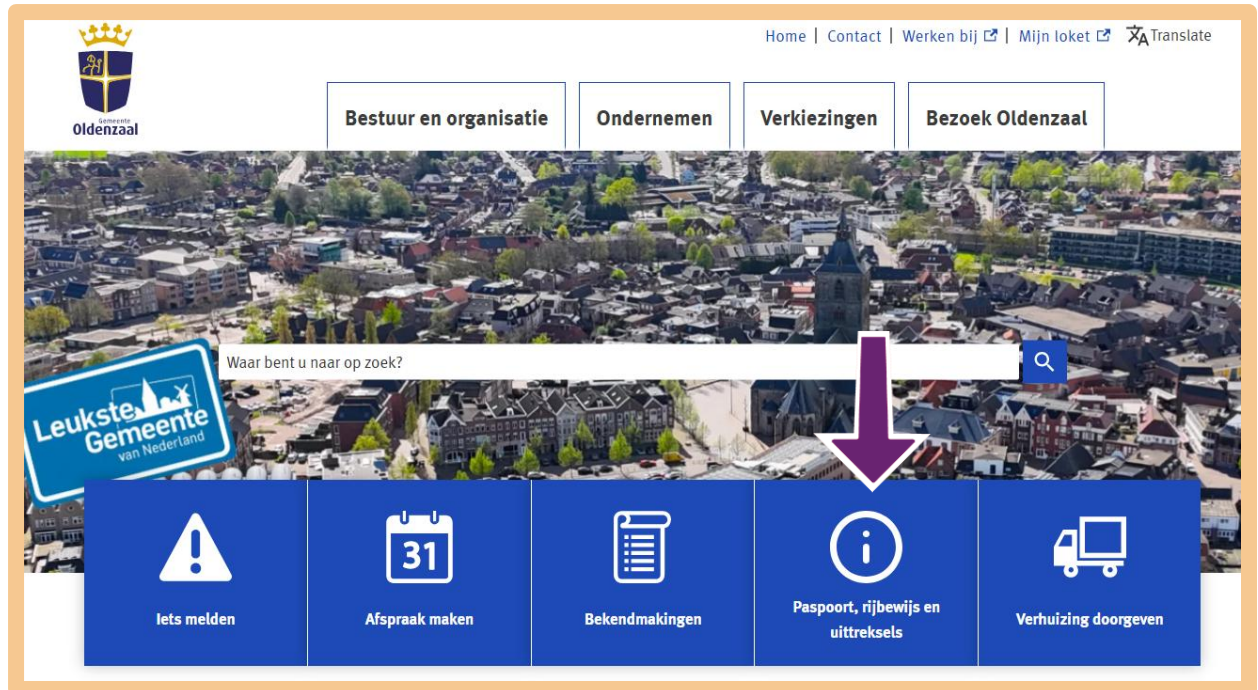 Home | Contact | Werken bij | Mijn loket Translate
Gemeente
Oldenzaal
Bestuur en organisatie
Ondernemen
Verkiezingen
Bezoek Oldenzaal
Waar bent u naar op zoek?
Leukste
Gemeente
van Nederland
31
Iets melden
Afspraak maken
Bekendmakingen
Paspoort, rijbewijs en
uittreksels
Verhuizing doorgeven